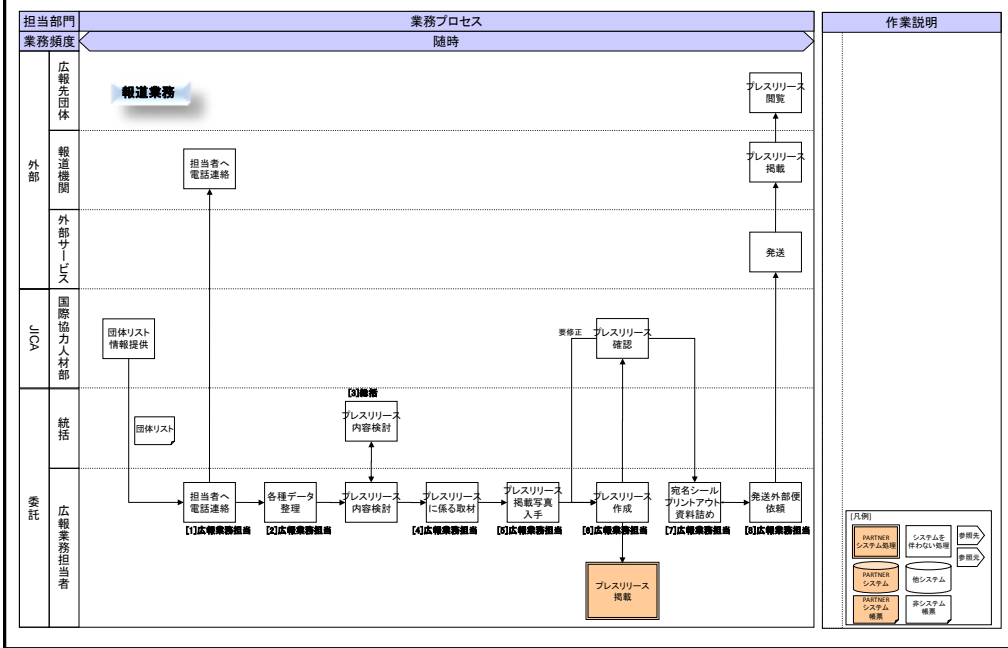 担当部門
業務プロセス
作業説明
業務頻度
随時
外部
広報先団体
報道業務
プレスリリース
閲覧
報道機関
担当者へ
電話連絡
プレスリリース
掲載
外部サービス
発送
JICA
国際協力人材部
団体リスト
情報提供
要修正
プレスリリース
確認
委託
統括
団体リスト
[3]総括
プレスリリース
内容検討
広報業務担当者
担当者へ
電話連絡
[1]広報業務担当
各種データ
整理
[2]広報業務担当
プレスリリース
内容検討
プレスリリース
に係る取材
[4]広報業務担当
プレスリリース
掲載写真
入手
[5]広報業務担当
プレスリリース
作成
[6]広報業務担当
宛名シール
プリントアウト
資料詰め
[7]広報業務担当
発送外部便
依頼
[8]広報業務担当
プレスリリース
掲載
[凡例]
PARTNER
システム処理
システムを
伴わない処理
参照先
参照元
PARTNER
システム
他システム
PARTNER
システム
帳票
非システム
帳票